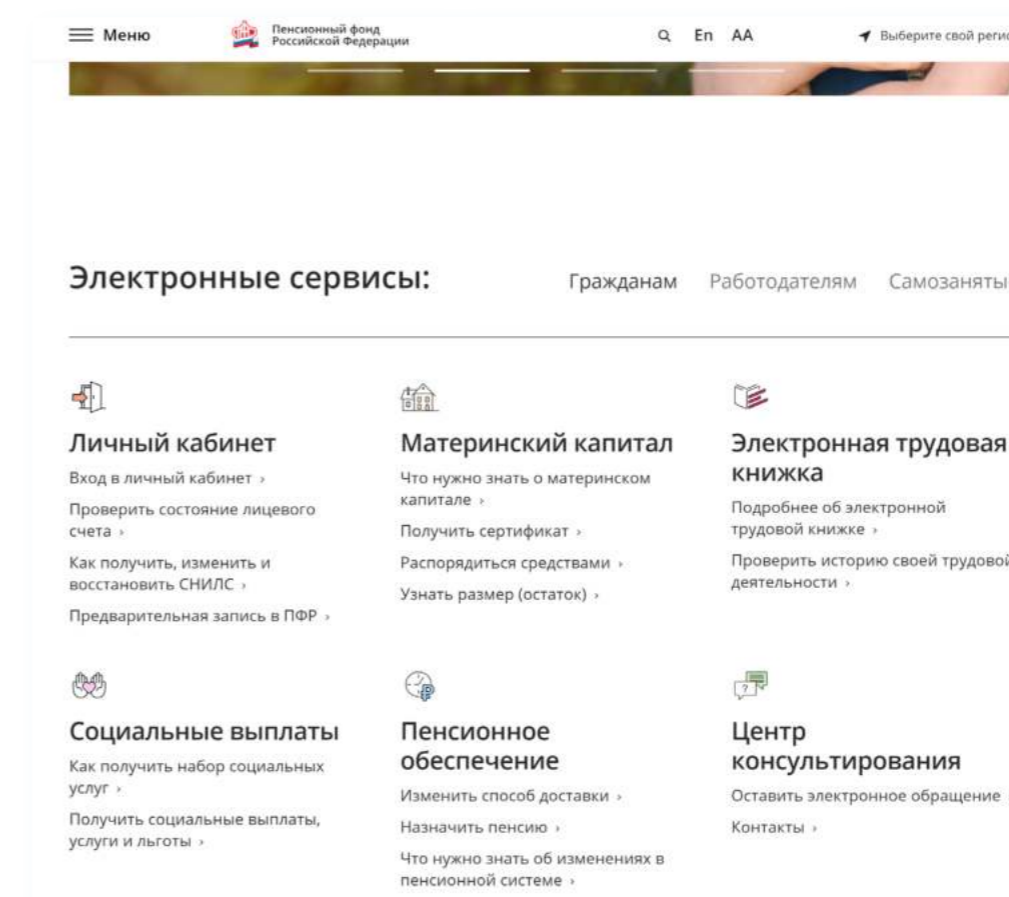 Меню
Пенсионный фонд
Российской Федерации
En AA
Выберите свой
Электронные сервисы:
Гражданам Работодателям
Личный кабинет
Вход в личный кабинет ›
Проверить состояние лицевого
счета ›
Как получить, изменить и
восстановить СНИЛС ›
Предварительная запись в ПФР ›
Материнский капитал
Что нужно знать о материнском
капитале ›
Получить сертификат ›
Распорядиться средствами ›
Узнать размер (остаток) ›
Электронная трудовая
книжка
Подробнее об электронной
трудовой книжке ›
Проверить историю своей трудовой
деятельности ›
Социальные выплаты
Как получить набор социальных
услуг ›
Получить социальные выплаты,
услуги и льготы ›
Пенсионное
обеспечение
Изменить способ доставки ›
Назначить пенсию ›
Что нужно знать об изменениях в
пенсионной системе ›
Центр
консультирования
Оставить электронное обращение
Контакты ›